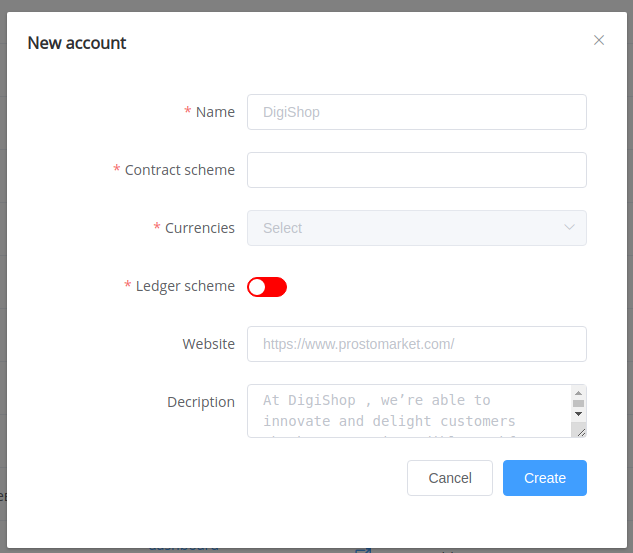 New account
* Name DigiShop
* Contract scheme
* Currencies Select
* Ledger scheme
Website https://www.prostomarket.com/
Decription At DigiShop , we’re able to
innovate and delight customers
Cancel Create
dashboard